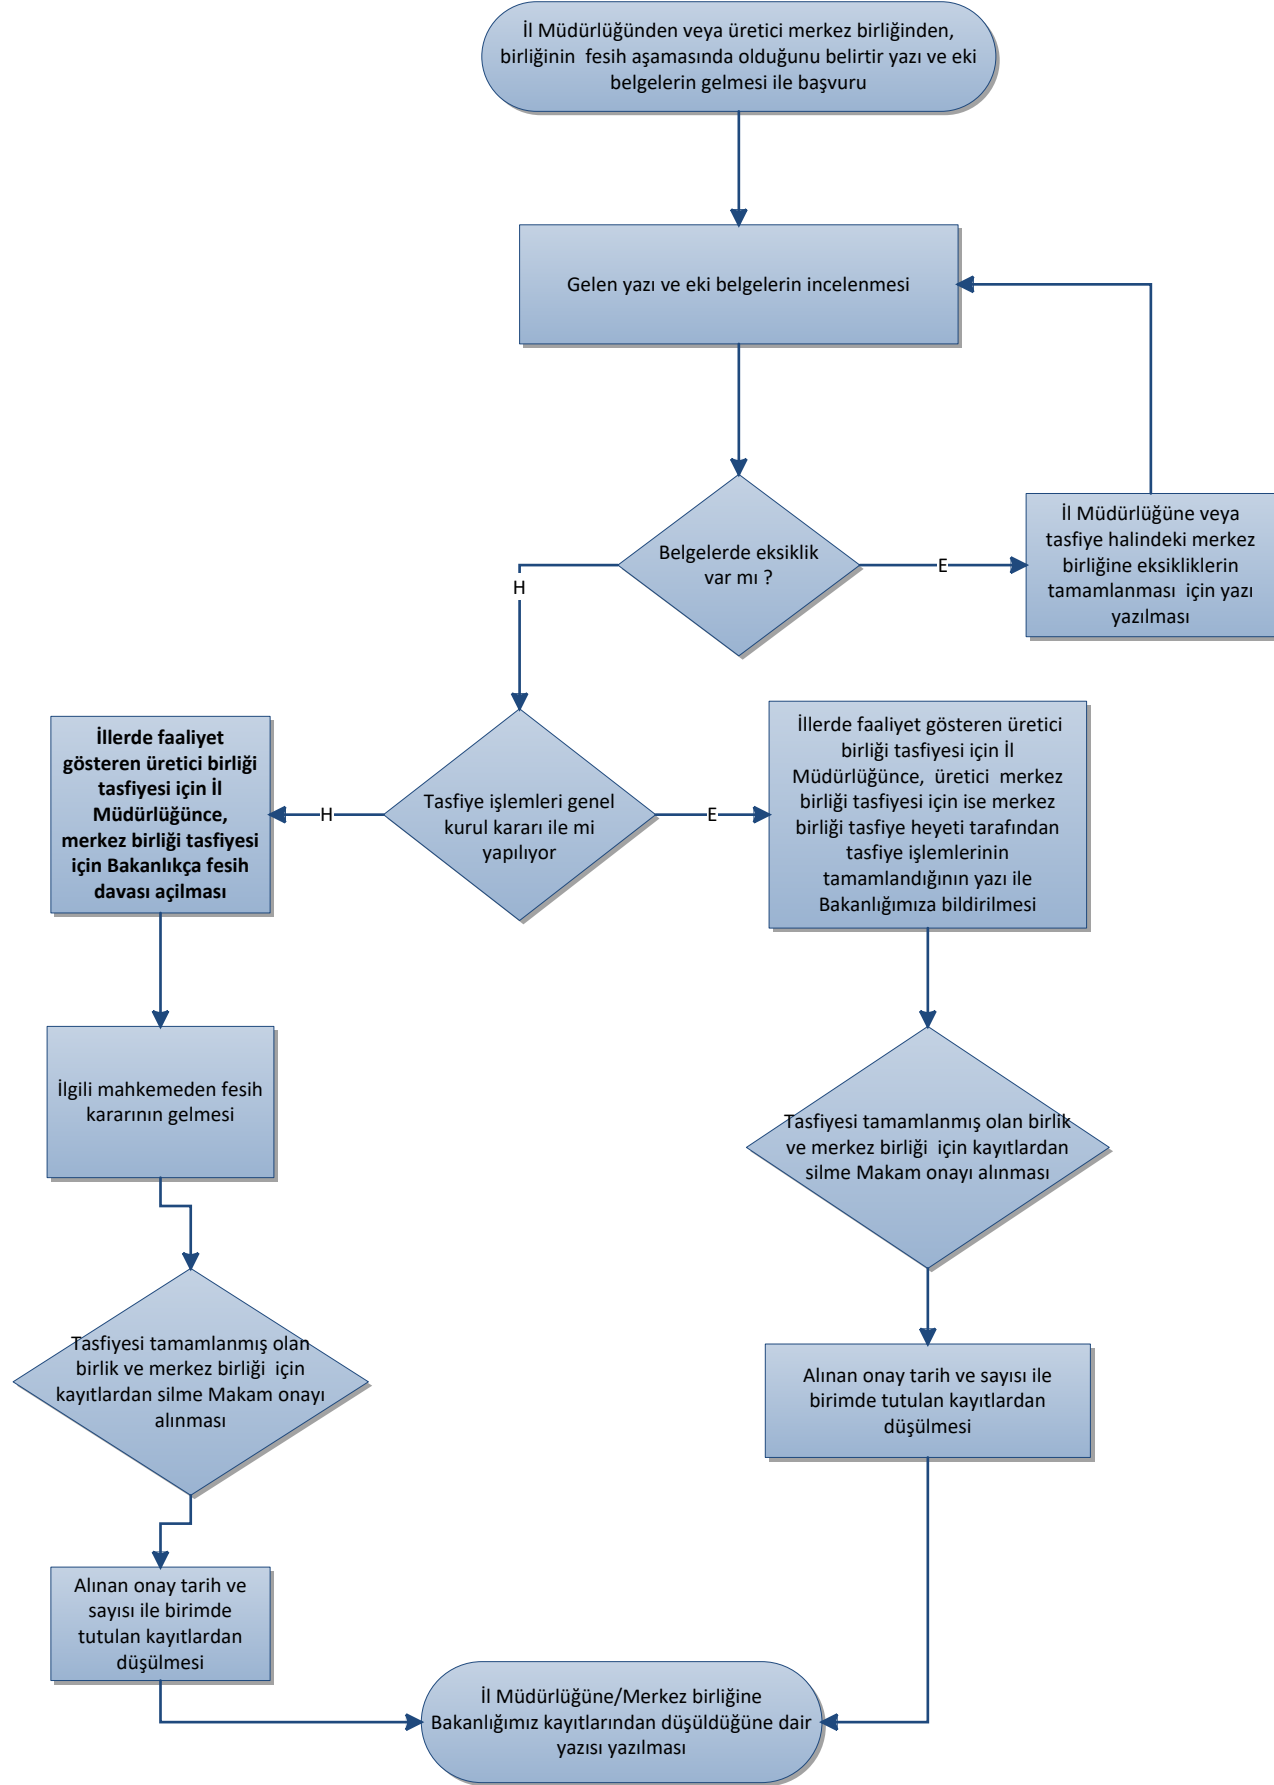 İl Müdürlüğünden veya üretici merkez birliğinden,
birliğinin fesih aşamasında olduğunu belirtir yazı ve eki
belgelerin gelmesi ile başvuru
Gelen yazı ve eki belgelerin incelenmesi
Belgelerde eksiklik
var mı ?
E
H
İl Müdürlüğüne veya
tasfiye halindeki merkez
birliğine eksikliklerin
tamamlanması için yazı
yazılması
Tasfiye işlemleri genel
kurul kararı ile mi
yapılıyor
H
E
İllerde faaliyet
gösteren üretici birliği
tasfiyesi için İl
Müdürlüğünce,
merkez birliği tasfiyesi
için Bakanlıkça fesih
davası açılması
İllerde faaliyet gösteren üretici
birliği tasfiyesi için İl
Müdürlüğünce, üretici merkez
birliği tasfiyesi için ise merkez
birliği tasfiye heyeti tarafından
tasfiye işlemlerinin
tamamlandığının yazı ile
Bakanlığımıza bildirilmesi
İlgili mahkemeden fesih
kararının gelmesi
Tasfiyesi tamamlanmış olan birlik
ve merkez birliği için kayıtlardan
silme Makam onayı alınması
Tasfiyesi tamamlanmış olan
birlik ve merkez birliği için
kayıtlardan silme Makam onayı
alınması
Alınan onay tarih ve sayısı ile
birimde tutulan kayıtlardan
düşülmesi
Alınan onay tarih ve
sayısı ile birimde
tutulan kayıtlardan
düşülmesi
İl Müdürlüğüne/Merkez birliğine
Bakanlığımız kayıtlarından düşüldüğüne dair
yazısı yazılması